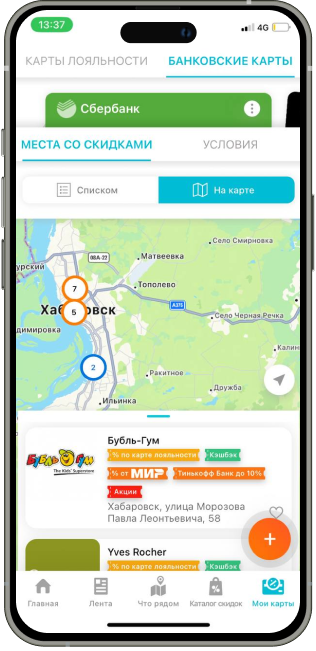 13:37
4G
КАРТЫ ЛОЯЛЬНОСТИ
БАНКОВСКИЕ КАРТЫ
Сбербанк
МЕСТА СО СКИДКАМИ
УСЛОВИЯ
Списком
На карте
Село Смирновка
08А-22
Матвеевка
урский
7
Тополево
А375
Хабаровск
5
Село Черная Речка
димировка
Калин
2
Ракитное
Дружба
Ильинка
Бубль-Гум
БУБЛЬ ГУМ
The Kids' Superstore
% по карте лояльности
Кэшбэк
% от МИР
Тинькофф Банк до 10%
Акции
Хабаровск, улица Морозова
Павла Леонтьевича, 58
+
Yves Rocher
% по карте лояльности
Кэшбэк
Главная
Лента
Что рядом
Каталог скидок
Мои карты